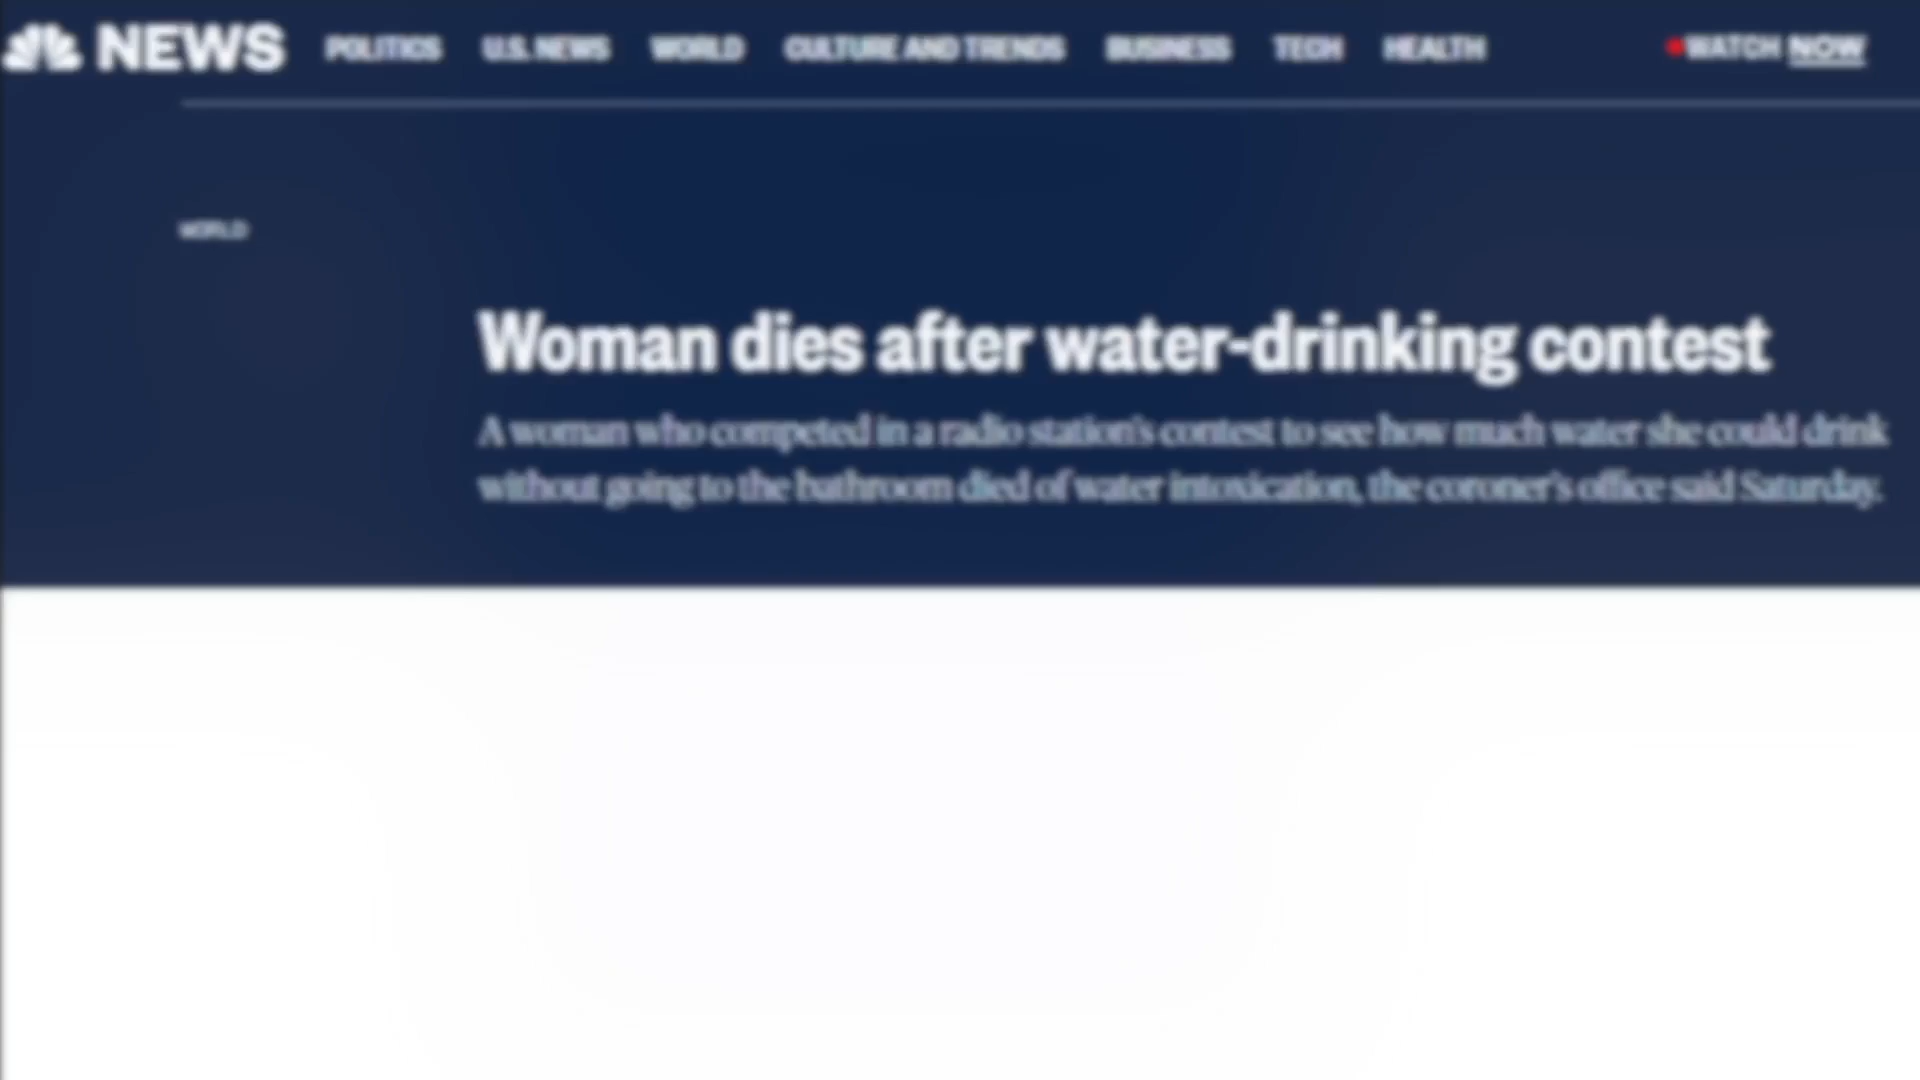 NEWS POLITICS U.S. NEWS WORLD CULTURE AND TRENDS BUSINESS TECH HEALTH WATCH NOW
WORLD
Woman dies after water-drinking contest
A woman who competed in a radio station's contest to see how much water she could drink
without going to the bathroom died of water intoxication, the coroner's office said Saturday.